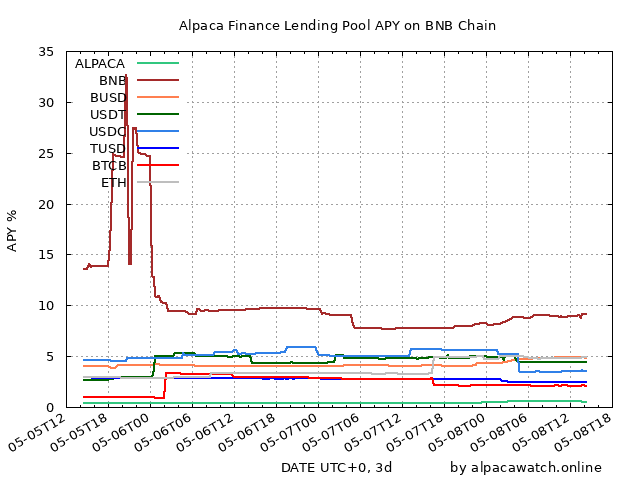 Alpaca Finance Lending Pool APY on BNB Chain
35
30
25
20
15
10
5
0
APY %
ALPACA
BNB
BUSD
USDT
USDC
TUSD
BTCB
ETH
05-05T12
05-05T18
05-06T00
05-06T06
05-06T12
05-06T18
05-07T00
05-07T06
05-07T12
05-07T18
05-08T00
05-08T06
05-08T12
05-08T18
DATE UTC+0, 3d
by alpacawatch.online